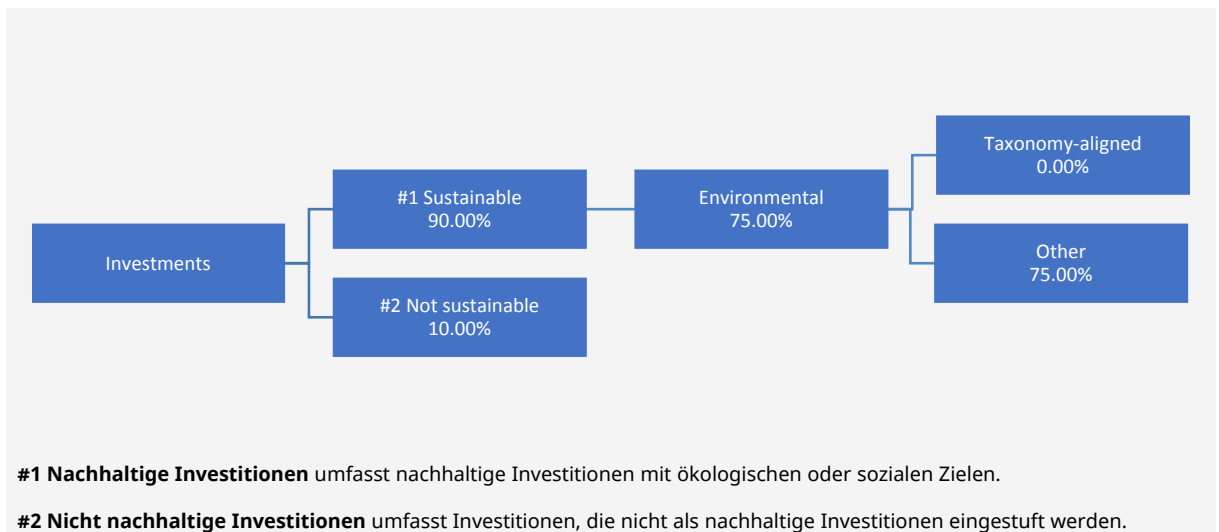 Taxonomy-aligned
0.00%
#1 Sustainable
90.00%
Environmental
75.00%
Investments
Other
75.00%
#2 Not sustainable
10.00%
#1 Nachhaltige Investitionen umfasst nachhaltige Investitionen mit ökologischen oder sozialen Zielen.
#2 Nicht nachhaltige Investitionen umfasst Investitionen, die nicht als nachhaltige Investitionen eingestuft werden.